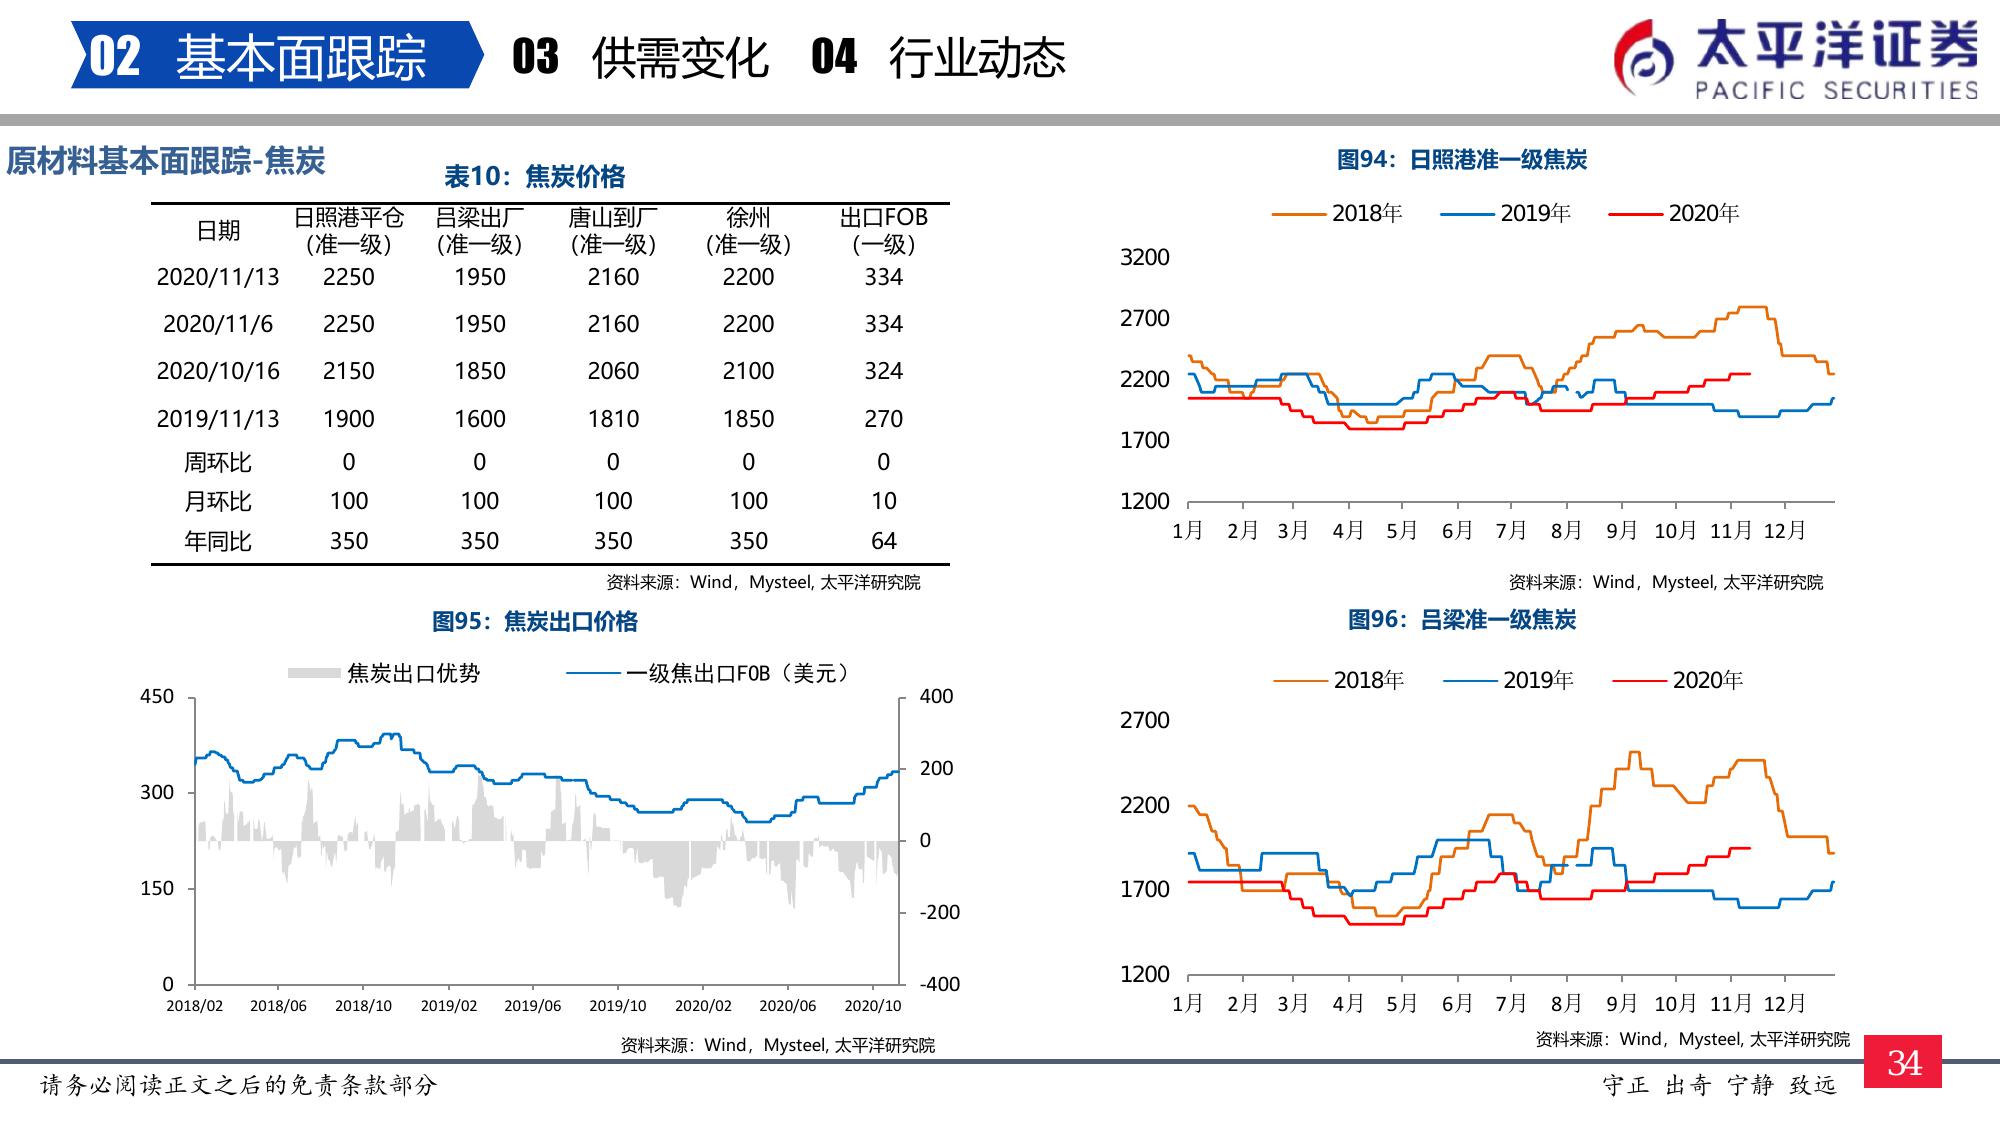 02 基本面跟踪 03 供需变化 04 行业动态
太平洋证券
PACIFIC SECURITIES
原材料基本面跟踪-焦炭
表10：焦炭价格
日期 日照港平仓（准一级） 吕梁出厂（准一级） 唐山到厂（准一级） 徐州（准一级） 出口FOB（一级）
2020/11/13 2250 1950 2160 2200 334
2020/11/6 2250 1950 2160 2200 334
2020/10/16 2150 1850 2060 2100 324
2019/11/13 1900 1600 1810 1850 270
周环比 0 0 0 0 0
月环比 100 100 100 100 10
年同比 350 350 350 350 64
资料来源：Wind，Mysteel, 太平洋研究院
图94：日照港准一级焦炭
2018年 2019年 2020年
3200
2700
2200
1700
1200
1月 2月 3月 4月 5月 6月 7月 8月 9月 10月 11月 12月
资料来源：Wind，Mysteel, 太平洋研究院
图95：焦炭出口价格
焦炭出口优势 一级焦出口FOB（美元）
450 400
300 200
150 0
0 -200
-400
2018/02 2018/06 2018/10 2019/02 2019/06 2019/10 2020/02 2020/06 2020/10
资料来源：Wind，Mysteel, 太平洋研究院
图96：吕梁准一级焦炭
2018年 2019年 2020年
2700
2200
1700
1200
1月 2月 3月 4月 5月 6月 7月 8月 9月 10月 11月 12月
资料来源：Wind，Mysteel, 太平洋研究院
34
请务必阅读正文之后的免责条款部分
守正 出奇 宁静 致远